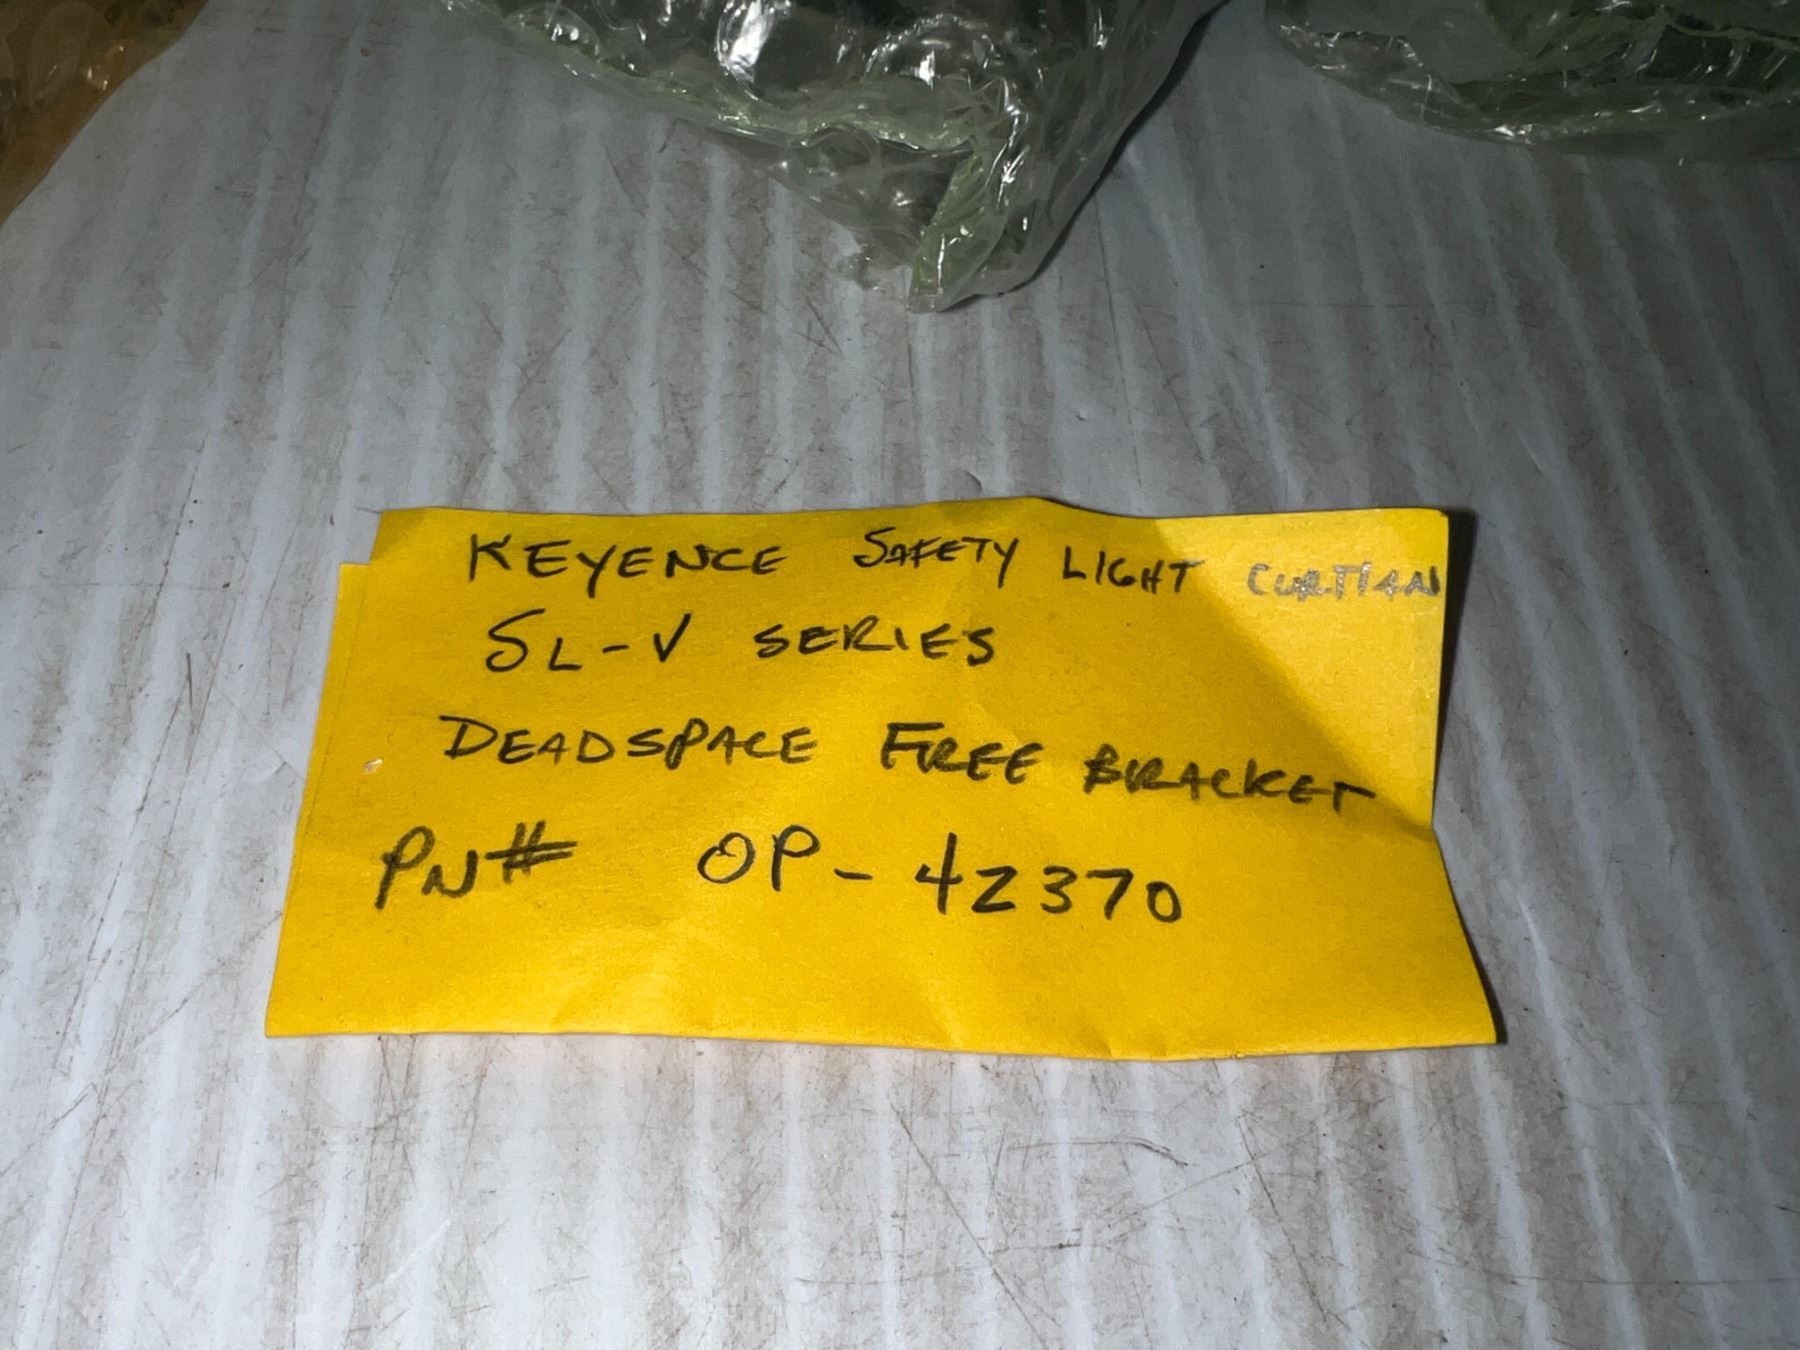 KEYENCE SAFETY LIGHT CURTIAN
SL-V SERIES
DEADSPACE FREE BRACKET
PN# OP-42370